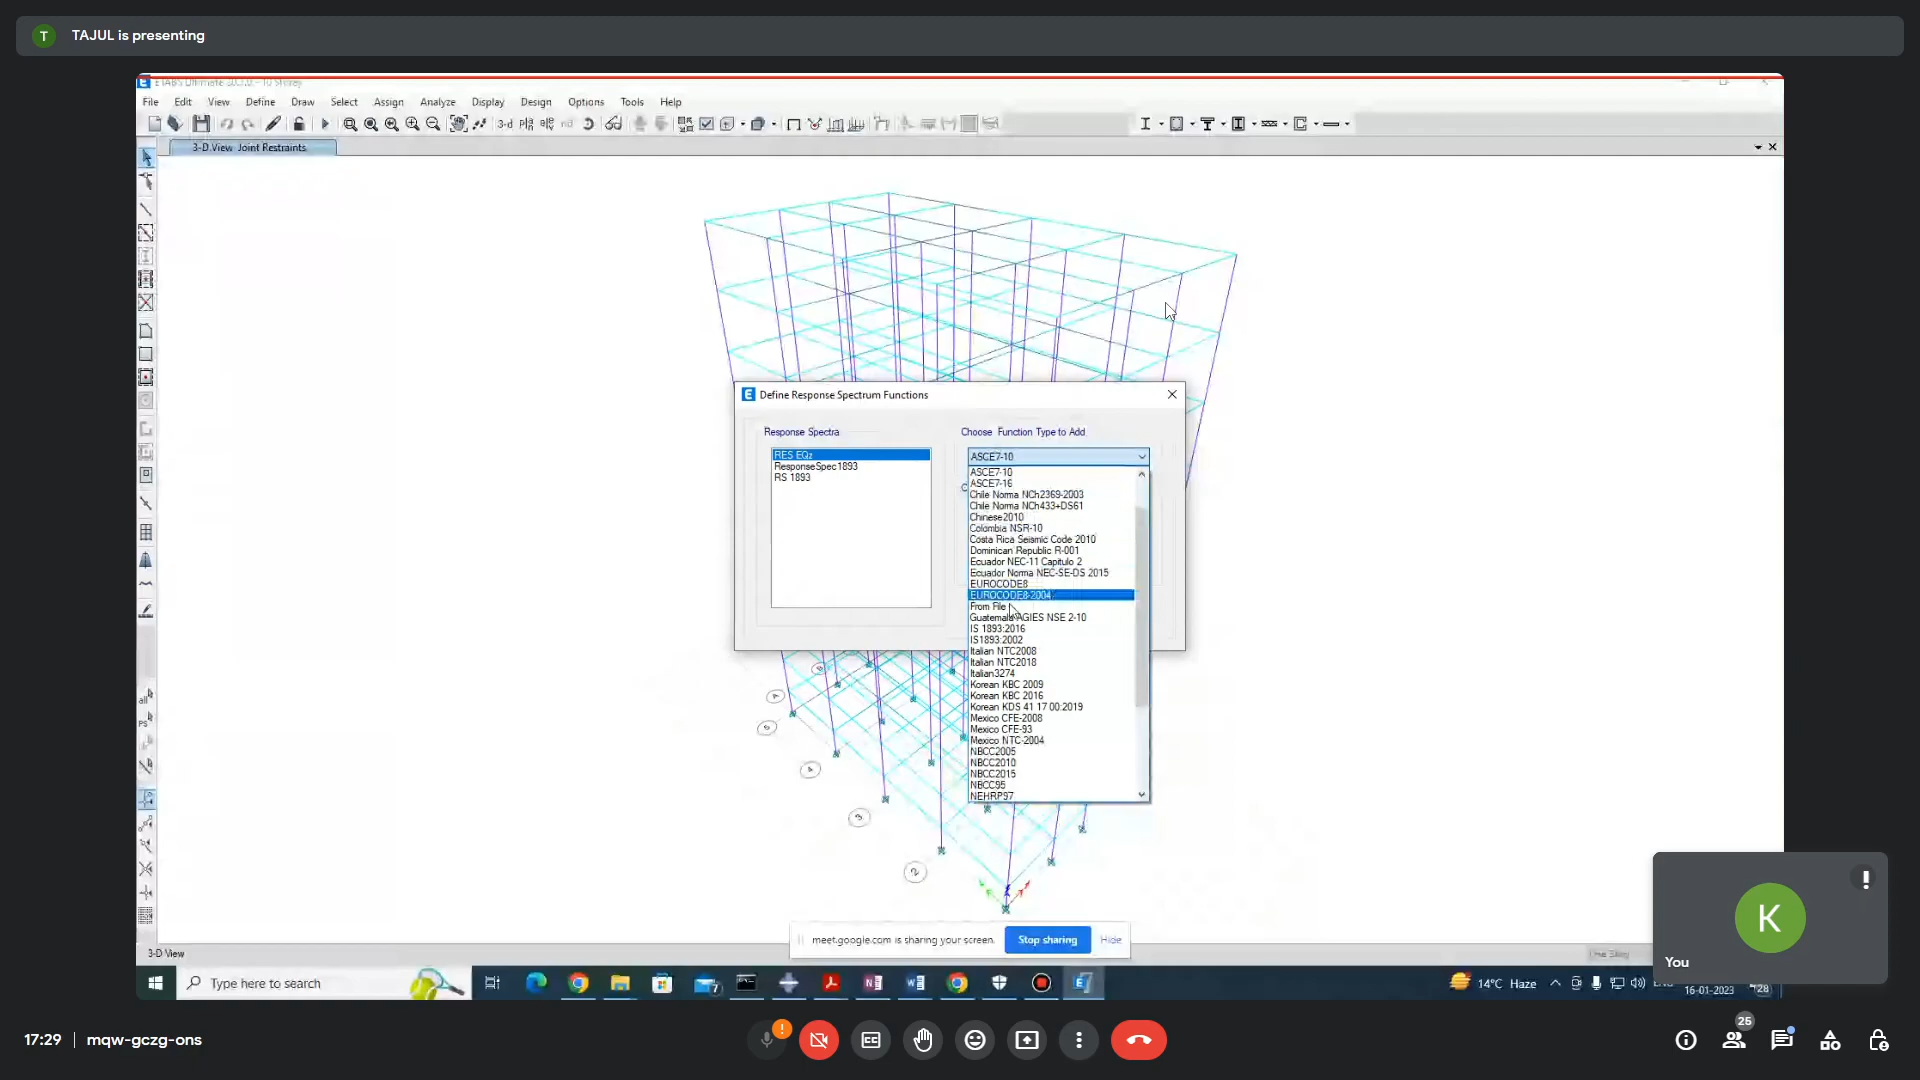 T TAJUL is presenting
File Edit View Define Draw Select Assign Analyze Display Design Options Tools Help
3-d
3-D View Joint Restraints
Define Response Spectrum Functions
Response Spectra
Choose Function Type to Add
RES EQz
ResponseSpec1893
RS 1893
ASCE7-10
ASCE7-10
ASCE7-16
Chile Norma NCh2369-2003
Chile Norma NCh433+DS61
Chinese2010
Colombia NSR-10
Costa Rica Seismic Code 2010
Dominican Republic R-001
Ecuador NEC-11 Capitulo 2
Ecuador Norma NEC-SE-DS 2015
EUROCODE8
EUROCODE8-2004
From File
Guatemala AGIES NSE 2-10
IS 1893:2016
IS1893:2002
Italian NTC2008
Italian NTC2018
Italian3274
Korean KBC 2009
Korean KBC 2016
Korean KDS 41 17 00:2019
Mexico CFE-2008
Mexico CFE-93
Mexico NTC-2004
NBCC2005
NBCC2010
NBCC2015
NBCC95
NEHRP97
all
ps
3
2
meet.google.com is sharing your screen.
Stop sharing
Hide
3-D View
K
You
Type here to search
14°C Haze
16-01-2023
17:29 | mqw-gczg-ons
25